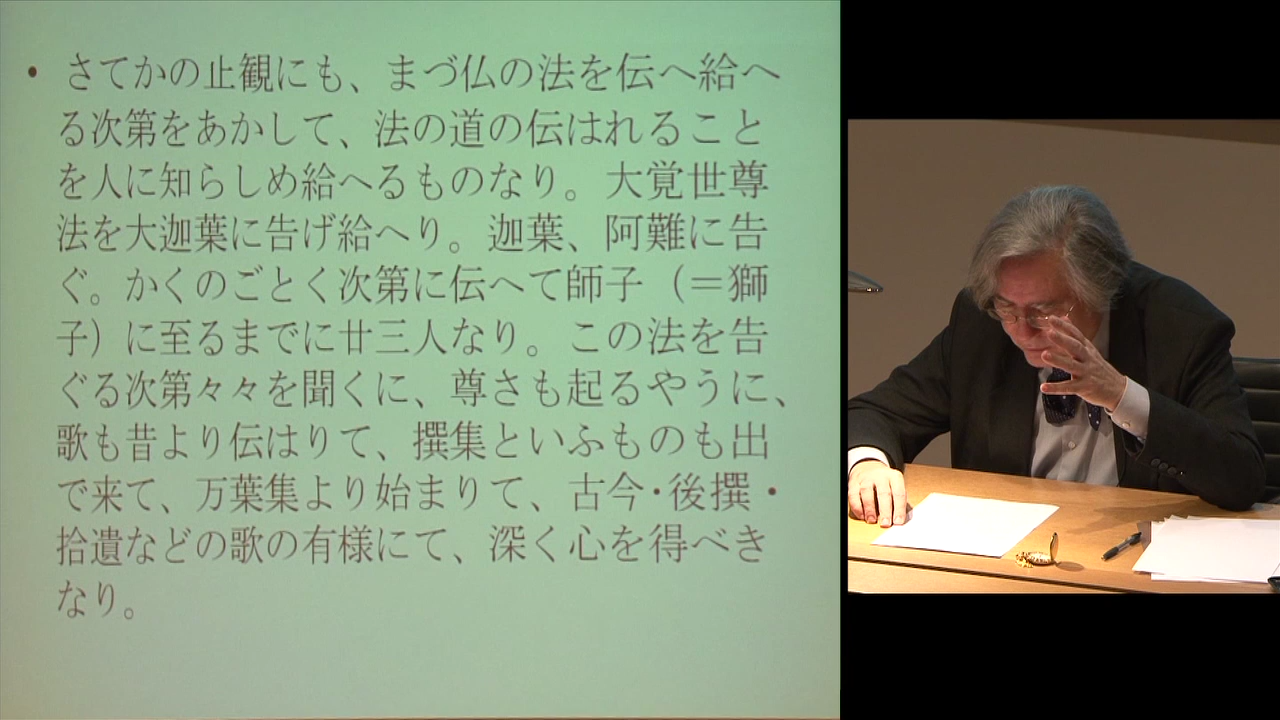 • さてかの止観にも、まづ仏の法を伝へ給へ
る次第をあかして、法の道の伝はれること
を人に知らしめ給へるものなり。大覚世尊
法を大迦葉に告げ給へり。迦葉、阿難に告
ぐ。かくのごとく次第に伝へて師子（＝獅
子）に至るまでに廿三人なり。この法を告
ぐる次第々々を聞くに、尊さも起るやうに、
歌も昔より伝はりて、撰集といふものも出
で来て、万葉集より始まりて、古今・後撰・
拾遺などの歌の有様にて、深く心を得べき
なり。